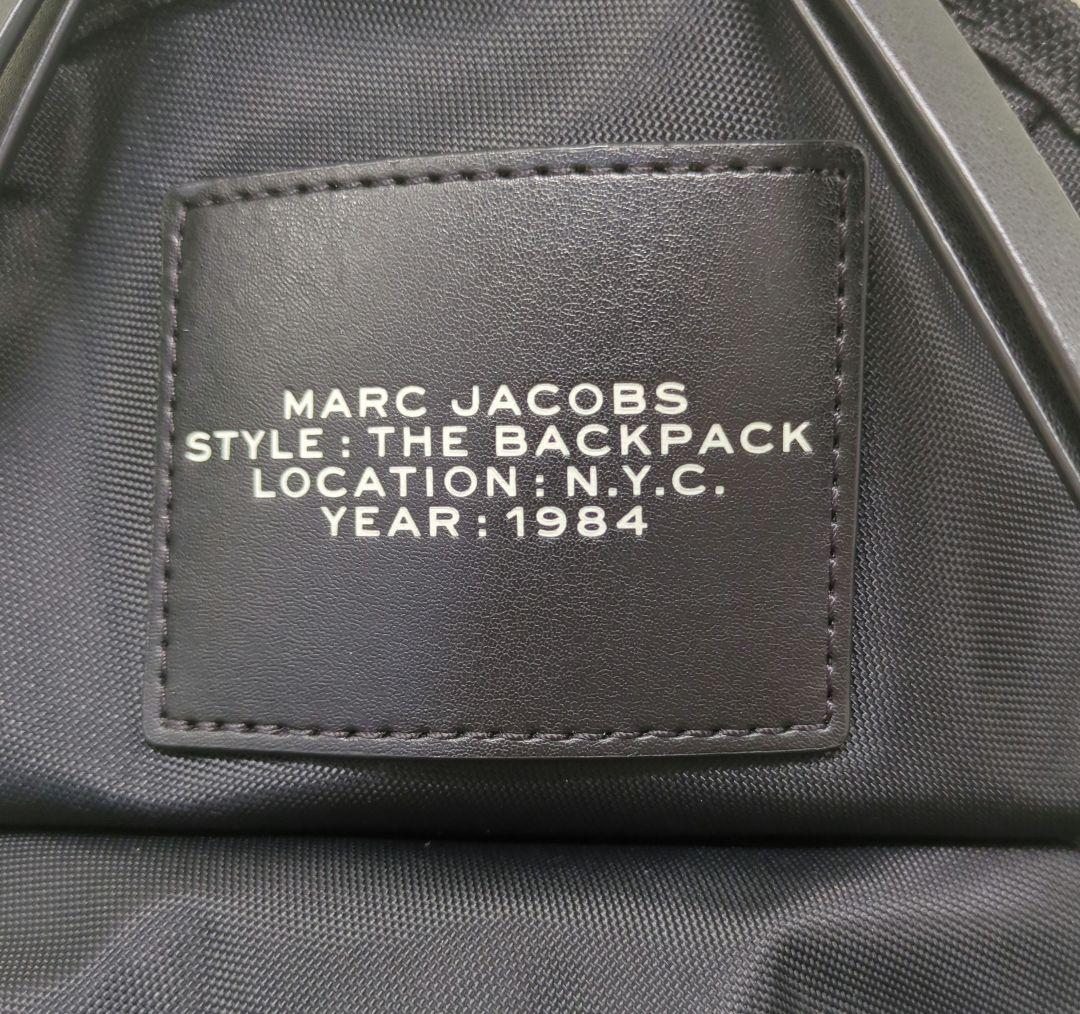 MARC JACOBS
STYLE : THE BACKPACK
LOCATION : N.Y.C.
YEAR : 1984